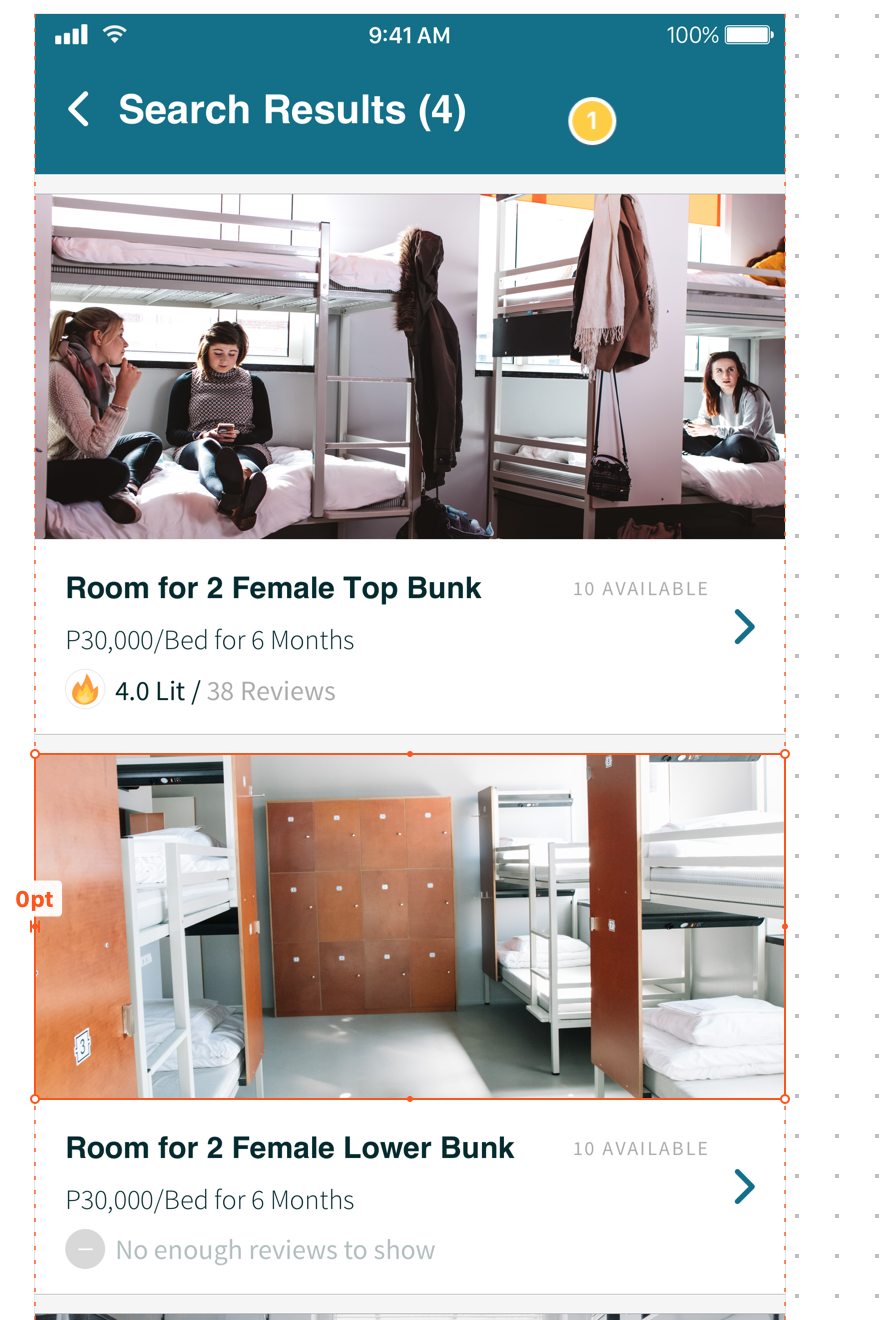 9:41 AM
100%
Search Results (4)
1
Room for 2 Female Top Bunk
10 AVAILABLE
P30,000/Bed for 6 Months
4.0 Lit / 38 Reviews
0pt
3
Room for 2 Female Lower Bunk
10 AVAILABLE
P30,000/Bed for 6 Months
No enough reviews to show